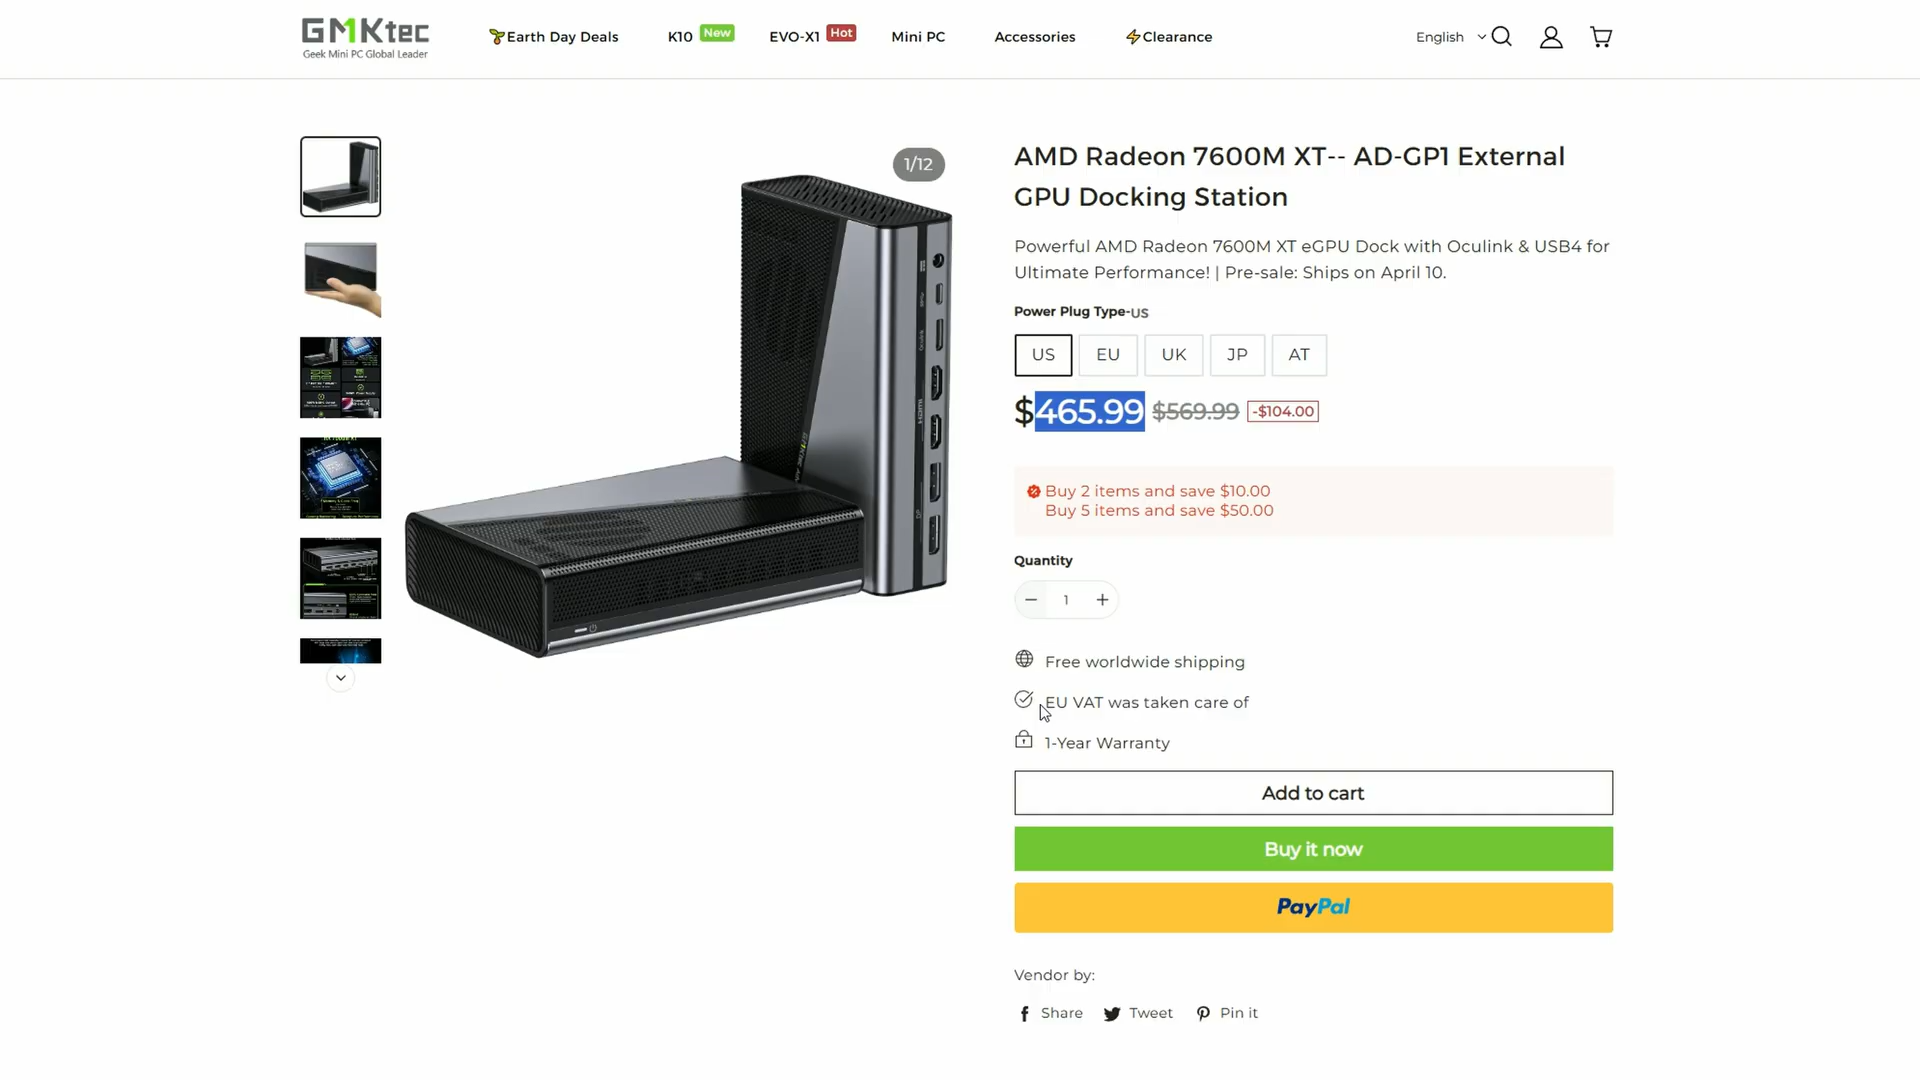 GMKtec
Geek Mini PC Global Leader
Earth Day Deals
K10 New
EVO-X1 Hot
Mini PC
Accessories
Clearance
English
1/12
AMD Radeon 7600M XT-- AD-GP1 External
GPU Docking Station
Powerful AMD Radeon 7600M XT eGPU Dock with Oculink & USB4 for
Ultimate Performance! | Pre-sale: Ships on April 10.
Power Plug Type-US
US EU UK JP AT
$465.99 $569.99 -$104.00
Buy 2 items and save $10.00
Buy 5 items and save $50.00
Quantity
− 1 +
Free worldwide shipping
EU VAT was taken care of
1-Year Warranty
Add to cart
Buy it now
PayPal
Vendor by:
Share Tweet Pin it
HDMI
DP